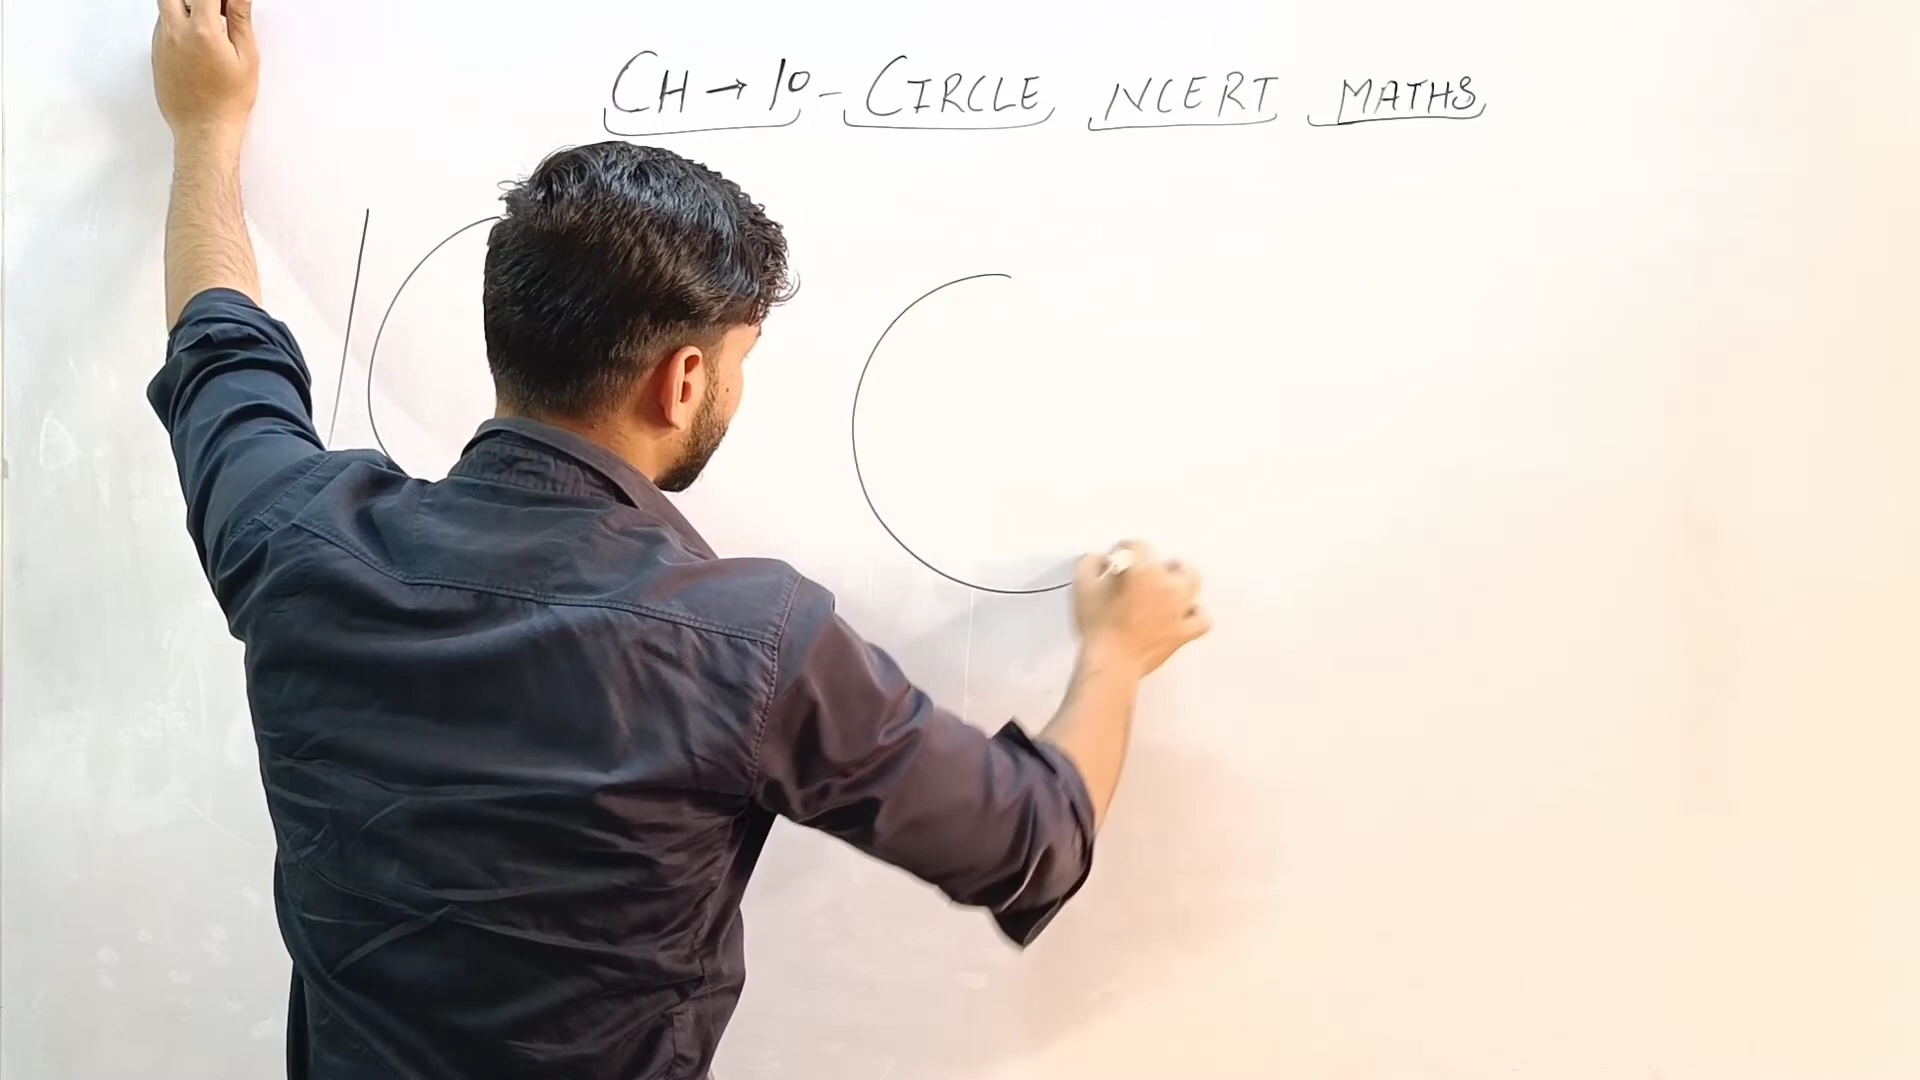 CH → 10 - CIRCLE NCERT MATHS